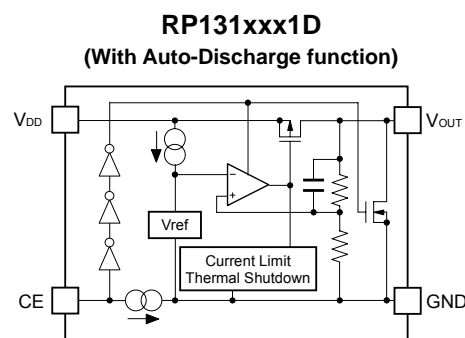 RP131xxx1D
(With Auto-Discharge function)
VDD
VOUT
−
+
Vref
Current Limit
Thermal Shutdown
CE
GND